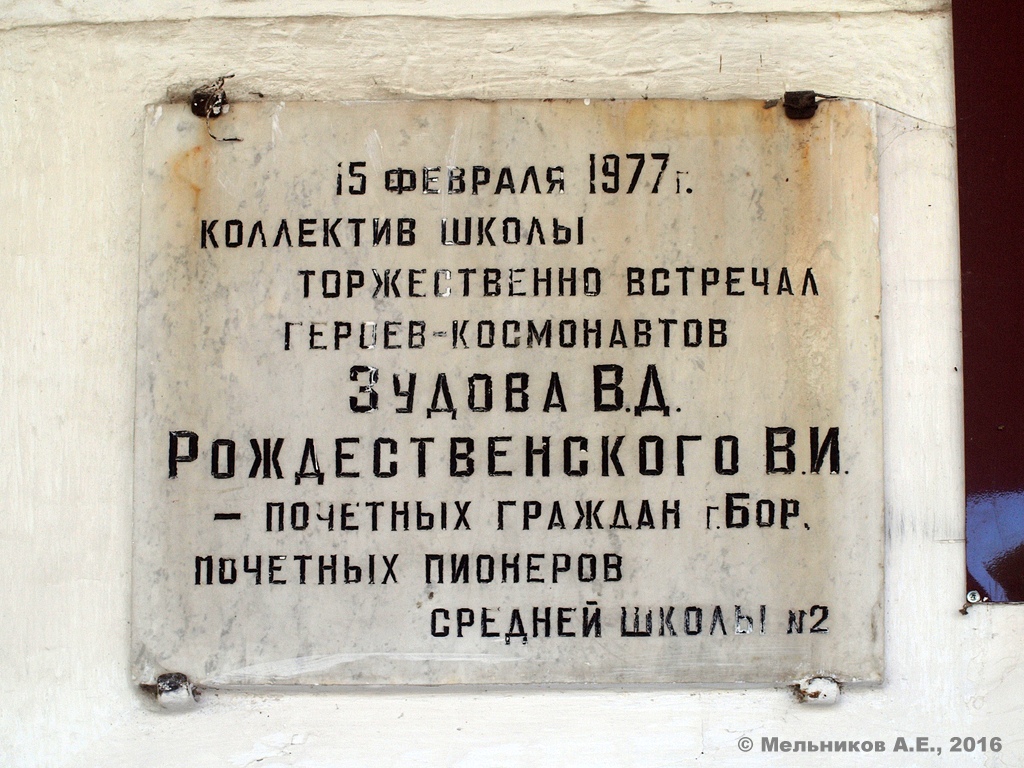 15 ФЕВРАЛЯ 1977г.
КОЛЛЕКТИВ ШКОЛЫ
ТОРЖЕСТВЕННО ВСТРЕЧАЛ
ГЕРОЕВ-КОСМОНАВТОВ
ЗУДОВА В.Д.
РОЖДЕСТВЕНСКОГО В.И.
– ПОЧЕТНЫХ ГРАЖДАН г.БОР,
ПОЧЕТНЫХ ПИОНЕРОВ
СРЕДНЕЙ ШКОЛЫ №2
© Мельников А.Е., 2016